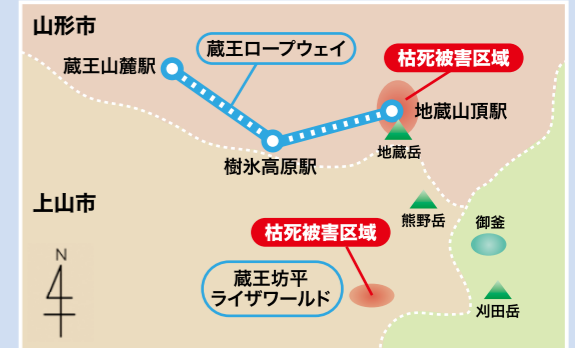 山形市
蔵王ロープウェイ
蔵王山麓駅
枯死被害区域
地蔵山頂駅
地蔵岳
樹氷高原駅
上山市
熊野岳
御釜
枯死被害区域
N
蔵王坊平
ライザワールド
刈田岳